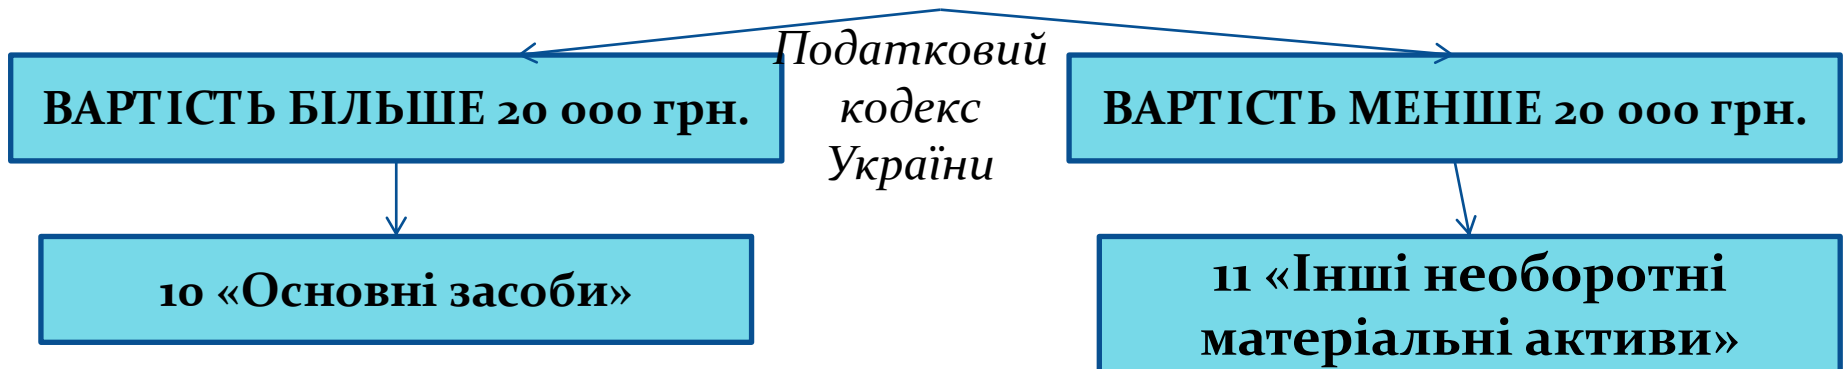 Податковий
кодекс
України
ВАРТІСТЬ БІЛЬШЕ 20 000 грн.
ВАРТІСТЬ МЕНШЕ 20 000 грн.
10 «Основні засоби»
11 «Інші необоротні
матеріальні активи»